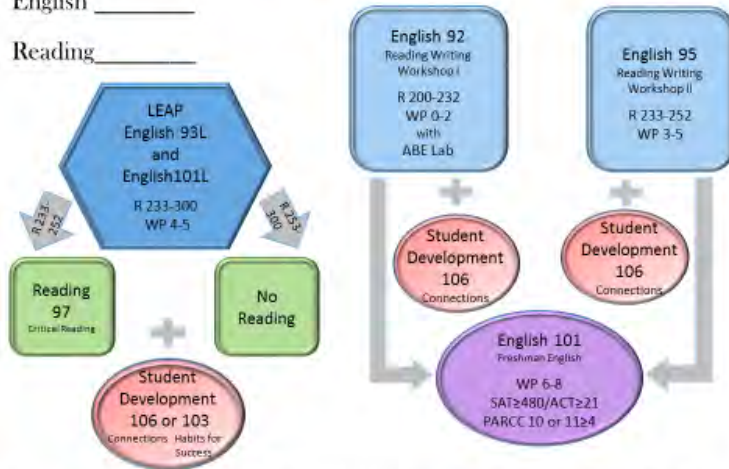 English
Reading
LEAP
English 93L
and
English101L
R 233-300
WP 4-5
R 233-
252
R 253-
300
Reading
97
Critical Reading
No
Reading
Student
Development
106 or 103
Connections Habits for
Success
English 92
Reading Writing
Workshop I
R 200-232
WP 0-2
with
ABE Lab
English 95
Reading Writing
Workshop II
R 233-252
WP 3-5
Student
Development
106
Connections
Student
Development
106
Connections
English 101
Freshman English
WP 6-8
SAT≥480/ACT≥21
PARCC 10 or 11≥4